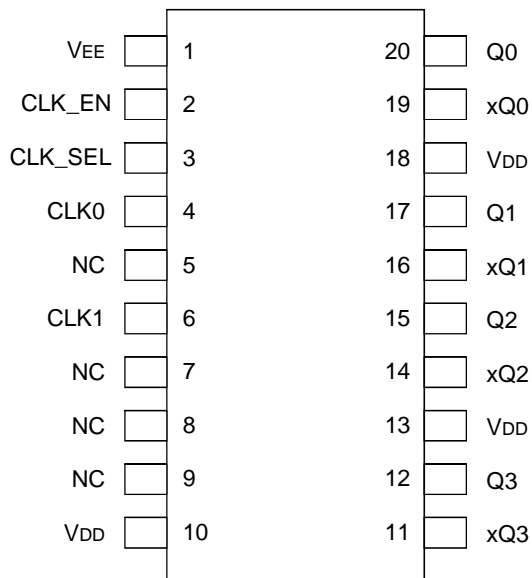 VEE 1 20 Q0
CLK_EN 2 19 xQ0
CLK_SEL 3 18 VDD
CLK0 4 17 Q1
NC 5 16 xQ1
CLK1 6 15 Q2
NC 7 14 xQ2
NC 8 13 VDD
NC 9 12 Q3
VDD 10 11 xQ3